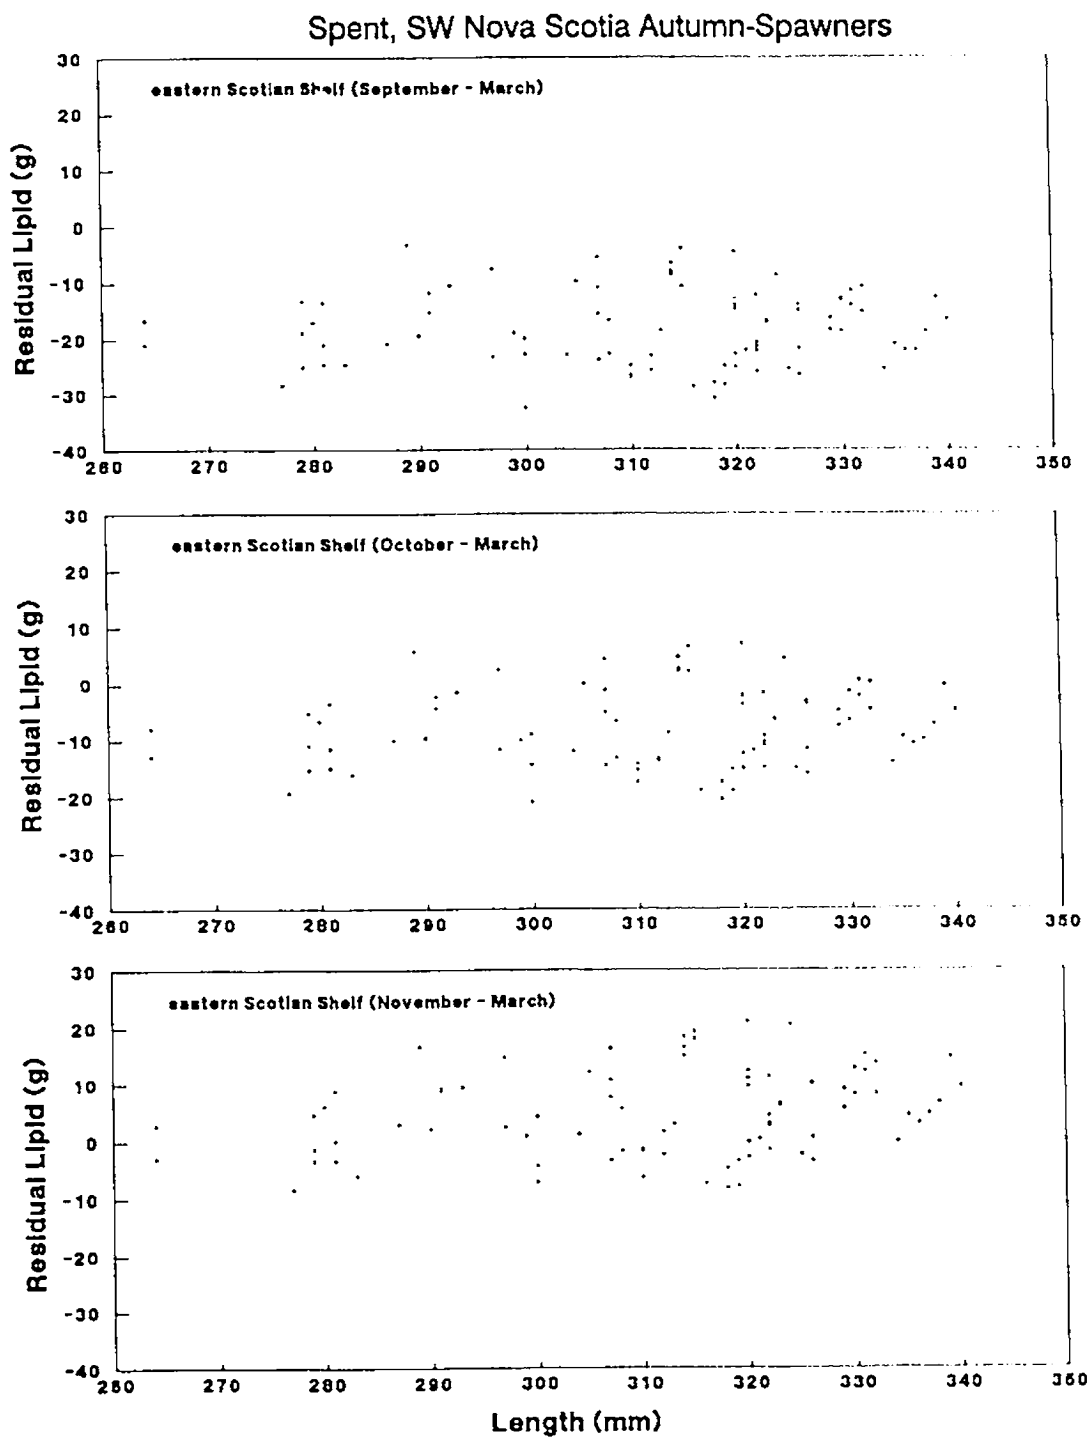 Spent, SW Nova Scotia Autumn-Spawners
30
eastern Scotian Shelf (September - March)
20
10
0
-10
-20
-30
-40
Residual Lipid (g)
260 270 280 290 300 310 320 330 340 350
30
eastern Scotian Shelf (October - March)
20
10
0
-10
-20
-30
-40
Residual Lipid (g)
260 270 280 290 300 310 320 330 340 350
30
eastern Scotian Shelf (November - March)
20
10
0
-10
-20
-30
-40
Residual Lipid (g)
260 270 280 290 300 310 320 330 340 350
Length (mm)